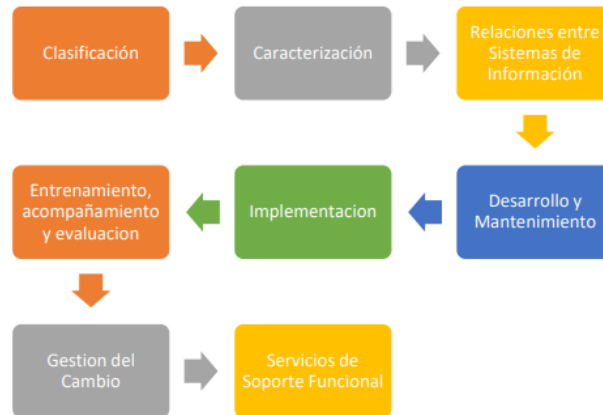 Clasificación
Caracterización
Relaciones entre
Sistemas de
Información
Desarrollo y
Mantenimiento
Implementacion
Entrenamiento,
acompañamiento
y evaluacion
Gestion del
Cambio
Servicios de
Soporte Funcional